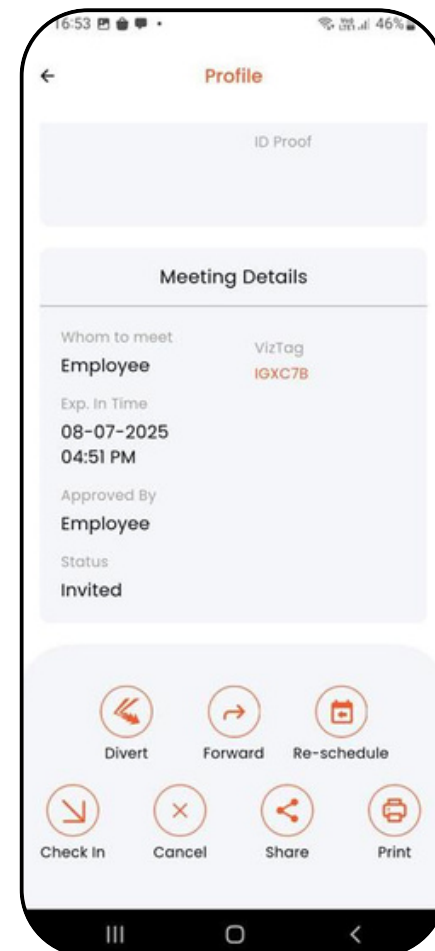 16:53 46%
Profile
ID Proof
Meeting Details
Whom to meet
Employee
VizTag
IGXC7B
Exp. In Time
08-07-2025
04:51 PM
Approved By
Employee
Status
Invited
Divert Forward Re-schedule
Check In Cancel Share Print